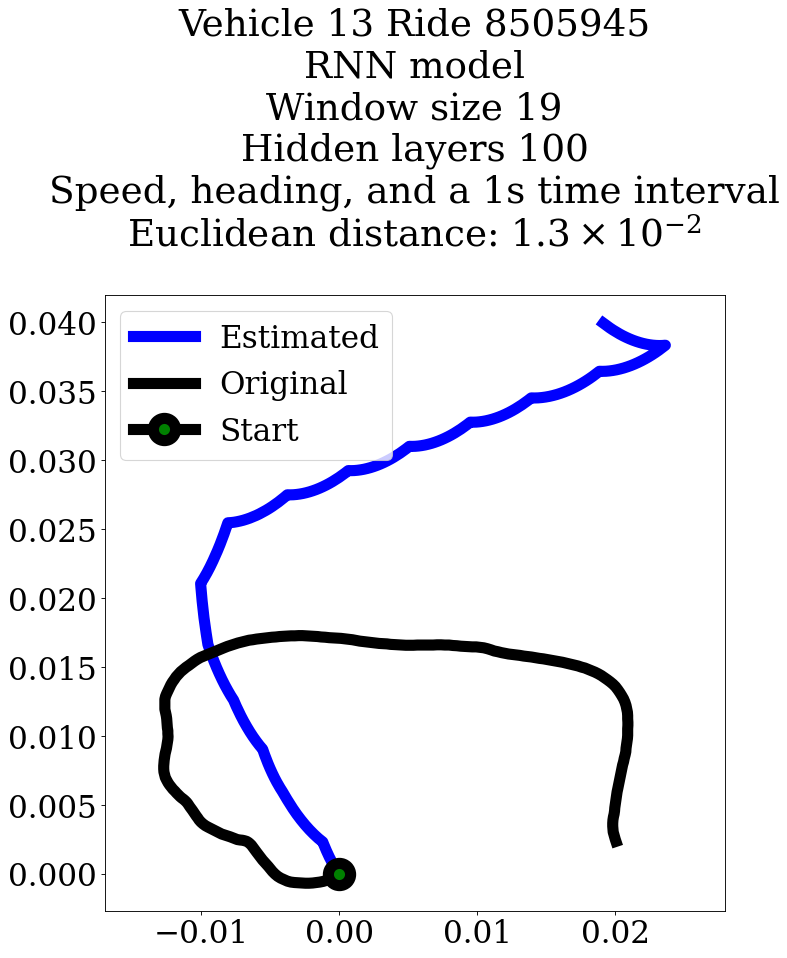 Vehicle 13 Ride 8505945
RNN model
Window size 19
Hidden layers 100
Speed, heading, and a 1s time interval
Euclidean distance: 1.3 × 10⁻²
Estimated
Original
Start
0.040
0.035
0.030
0.025
0.020
0.015
0.010
0.005
0.000
−0.01 0.00 0.01 0.02